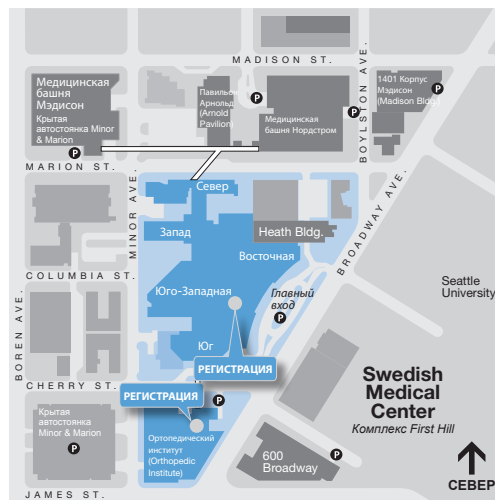 MADISON ST.
Медицинская
башня
Мэдисон
Крытая
автостоянка Minor
& Marion
P
Павильон
Арнольд
(Arnold
Pavilion)
P
Медицинская
башня Нордстром
P
BOYLSTON AVE.
1401 Корпус
Мэдисон
(Madison Bldg.)
P
MARION ST.
MINOR AVE.
Север
Запад
Heath Bldg.
Восточная
BROADWAY AVE.
COLUMBIA ST.
Юго-Западная
Главный
вход
P
Seattle
University
BOREN AVE.
Юг
РЕГИСТРАЦИЯ
CHERRY ST.
РЕГИСТРАЦИЯ
P
Swedish
Medical
Center
Комплекс First Hill
Крытая
автостоянка
Minor & Marion
P
Ортопедический
институт
(Orthopedic
Institute)
600
Broadway
P
СЕВЕР
JAMES ST.